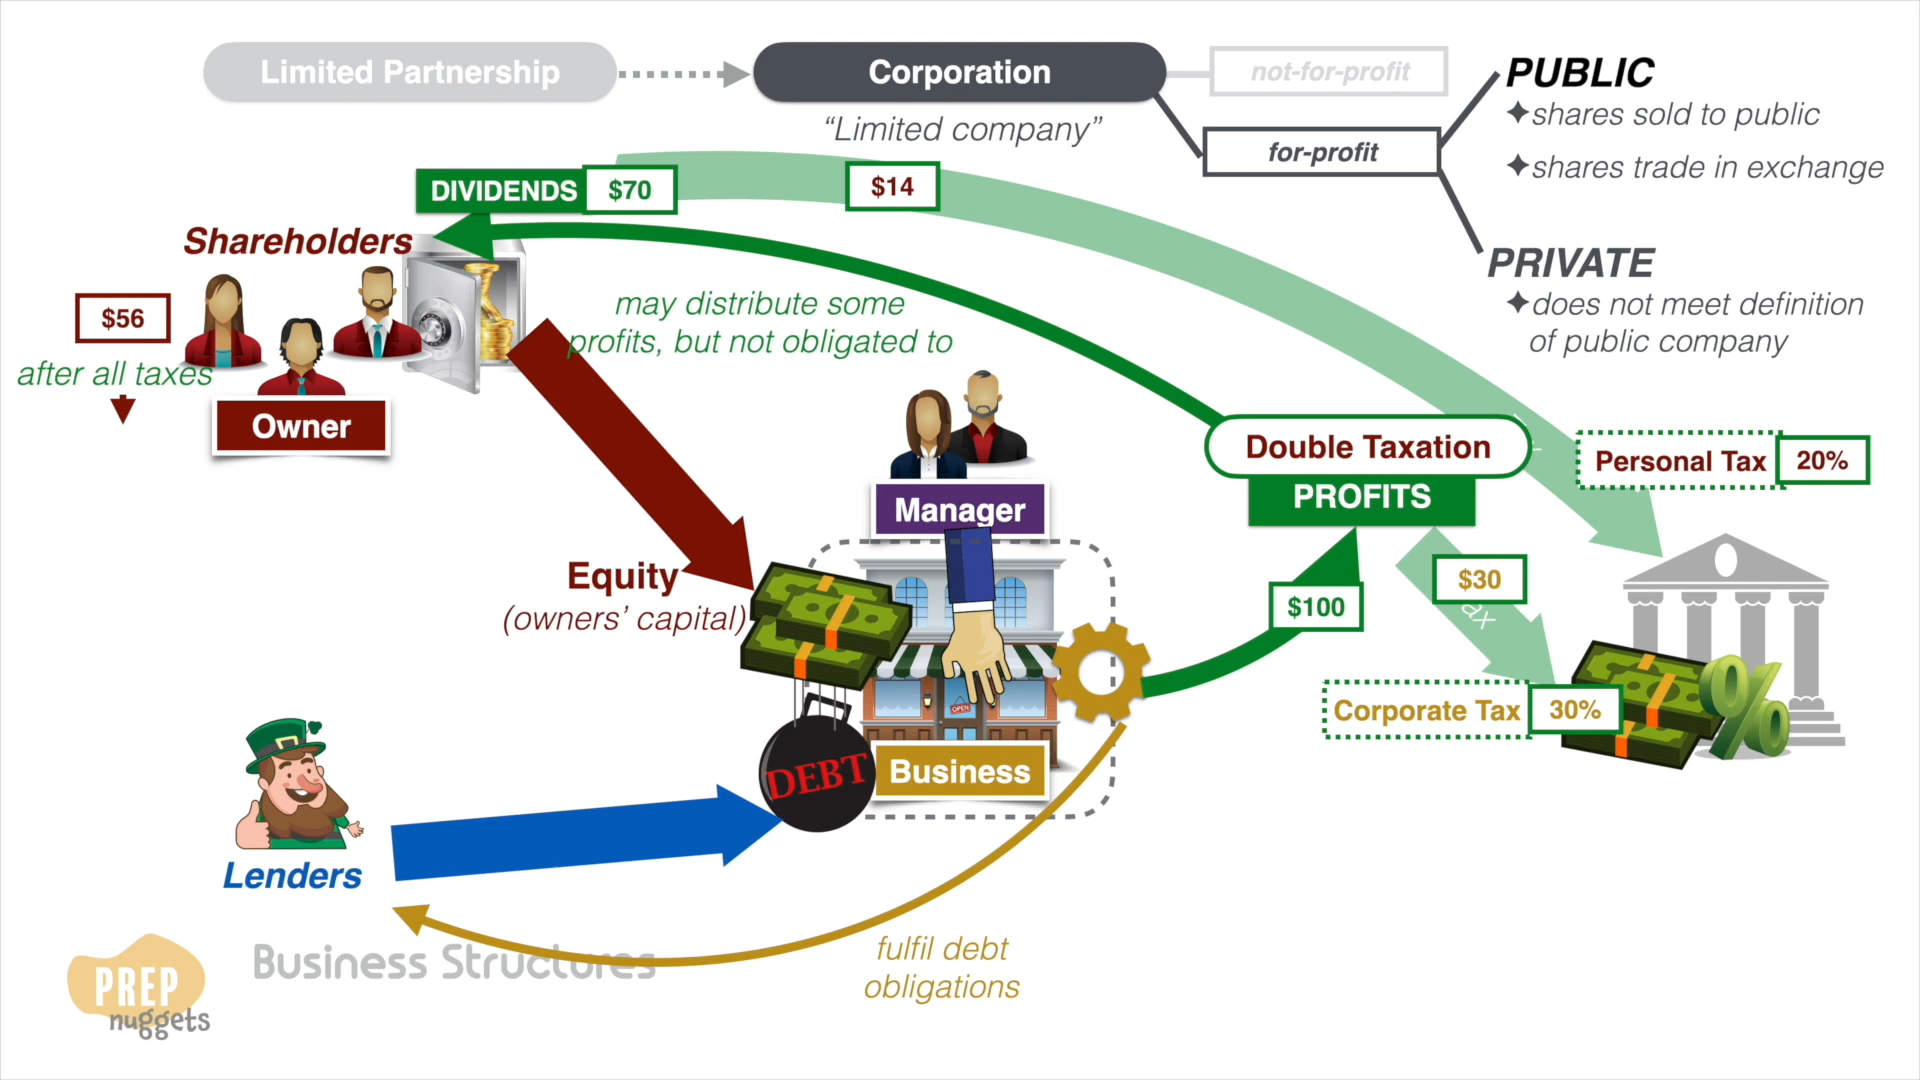 Limited Partnership
Corporation
not-for-profit
"Limited company"
for-profit
PUBLIC
✦shares sold to public
✦shares trade in exchange
PRIVATE
✦does not meet definition
of public company
DIVIDENDS
$70
$14
Shareholders
$56
after all taxes
Owner
may distribute some
profits, but not obligated to
Manager
Double Taxation
PROFITS
Personal Tax
20%
Equity
(owners' capital)
$100
$30
ax
Corporate Tax
30%
OPEN
DEBT
Business
Lenders
fulfil debt
obligations
Business Structures
PREP
nuggets
%